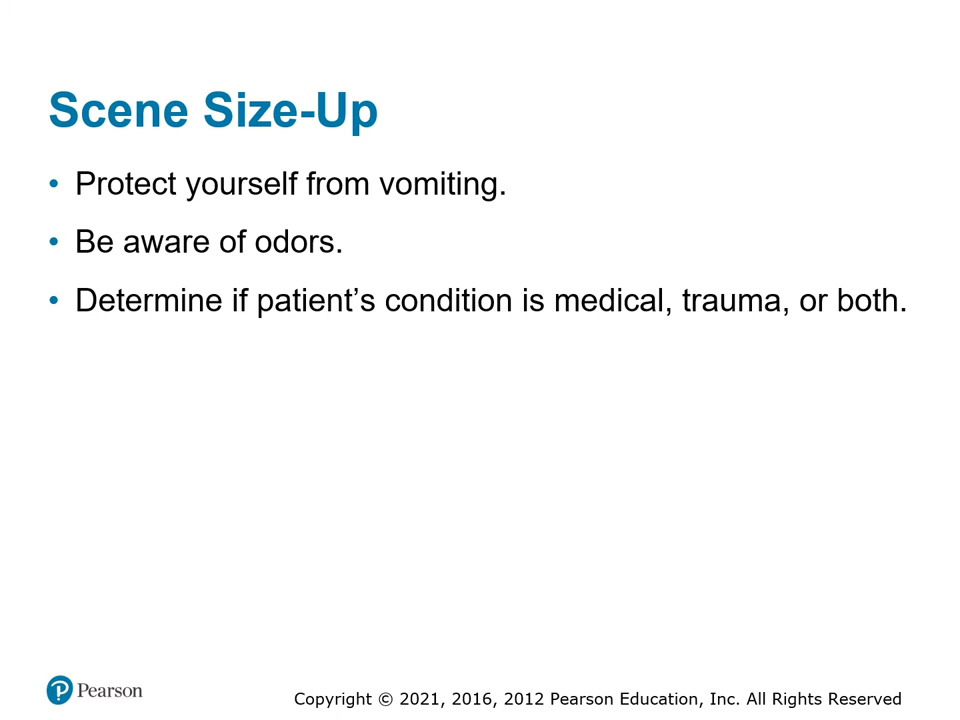 Scene Size-Up
• Protect yourself from vomiting.
• Be aware of odors.
• Determine if patient’s condition is medical, trauma, or both.
Pearson
Copyright © 2021, 2016, 2012 Pearson Education, Inc. All Rights Reserved